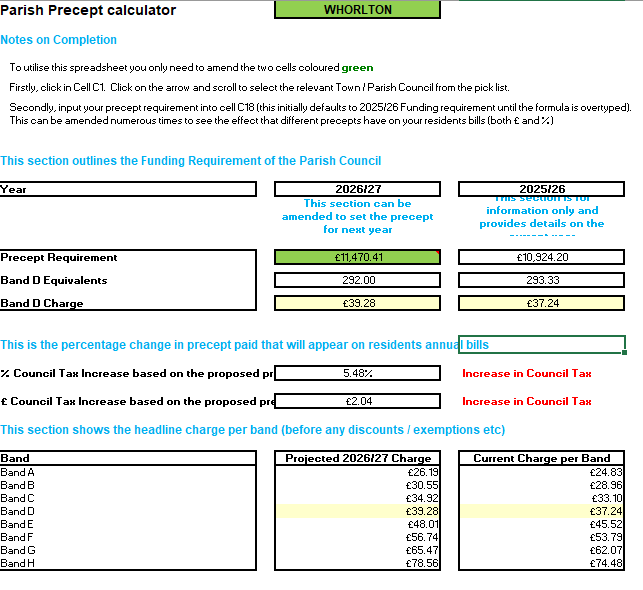 Parish Precept calculator WHORLTON
Notes on Completion
To utilise this spreadsheet you only need to amend the two cells coloured green
Firstly, click in Cell C1. Click on the arrow and scroll to select the relevant Town / Parish Council from the pick list.
Secondly, input your precept requirement into cell C18 (this initially defaults to 2025/26 Funding requirement until the formula is overtyped).
This can be amended numerous times to see the effect that different precepts have on your residents bills (both £ and %)
This section outlines the Funding Requirement of the Parish Council
Year 2026/27 2025/26
This section can be
amended to set the precept
for next year
This section is for
information only and
provides details on the
Precept Requirement £11,470.41 £10,924.20
Band D Equivalents 292.00 293.33
Band D Charge £39.28 £37.24
This is the percentage change in precept paid that will appear on residents annual bills
% Council Tax Increase based on the proposed pr 5.48% Increase in Council Tax
£ Council Tax Increase based on the proposed pre £2.04 Increase in Council Tax
This section shows the headline charge per band (before any discounts / exemptions etc)
Band Projected 2026/27 Charge Current Charge per Band
Band A £26.19 £24.83
Band B £30.55 £28.96
Band C £34.92 £33.10
Band D £39.28 £37.24
Band E £48.01 £45.52
Band F £56.74 £53.79
Band G £65.47 £62.07
Band H £78.56 £74.48